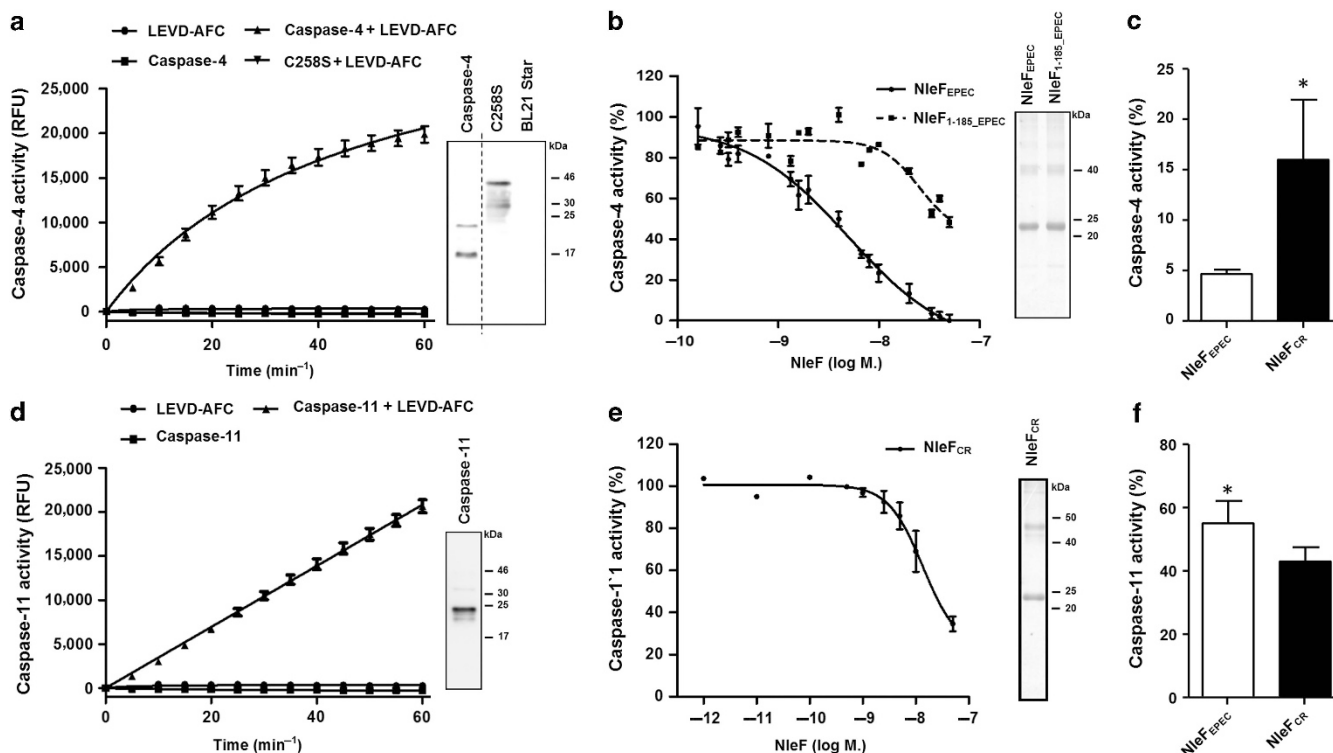 a
LEVD-AFC
Caspase-4 + LEVD-AFC
Caspase-4
C258S + LEVD-AFC
Caspase-4 activity (RFU)
25,000
20,000
15,000
10,000
5,000
0
0 20 40 60
Time (min⁻¹)
Caspase-4
C258S
BL21 Star
kDa
46
30
25
17
b
Caspase-4 activity (%)
120
100
80
60
40
20
0
–10 –9 –8 –7
NleF (log M.)
NleF_EPEC
NleF_1-185_EPEC
NleF_EPEC
NleF_1-185_EPEC
kDa
40
25
20
c
Caspase-4 activity (%)
25
20
15
10
5
0
*
NleF_EPEC
NleF_CR
d
LEVD-AFC
Caspase-11 + LEVD-AFC
Caspase-11
Caspase-11 activity (RFU)
25,000
20,000
15,000
10,000
5,000
0
0 20 40 60
Time (min⁻¹)
Caspase-11
kDa
46
30
25
17
e
Caspase-1`1 activity (%)
120
100
80
60
40
20
0
–12 –11 –10 –9 –8 –7
NleF (log M.)
NleF_CR
NleF_CR
kDa
50
40
25
20
f
Caspase-11 activity (%)
80
60
40
20
0
*
NleF_EPEC
NleF_CR